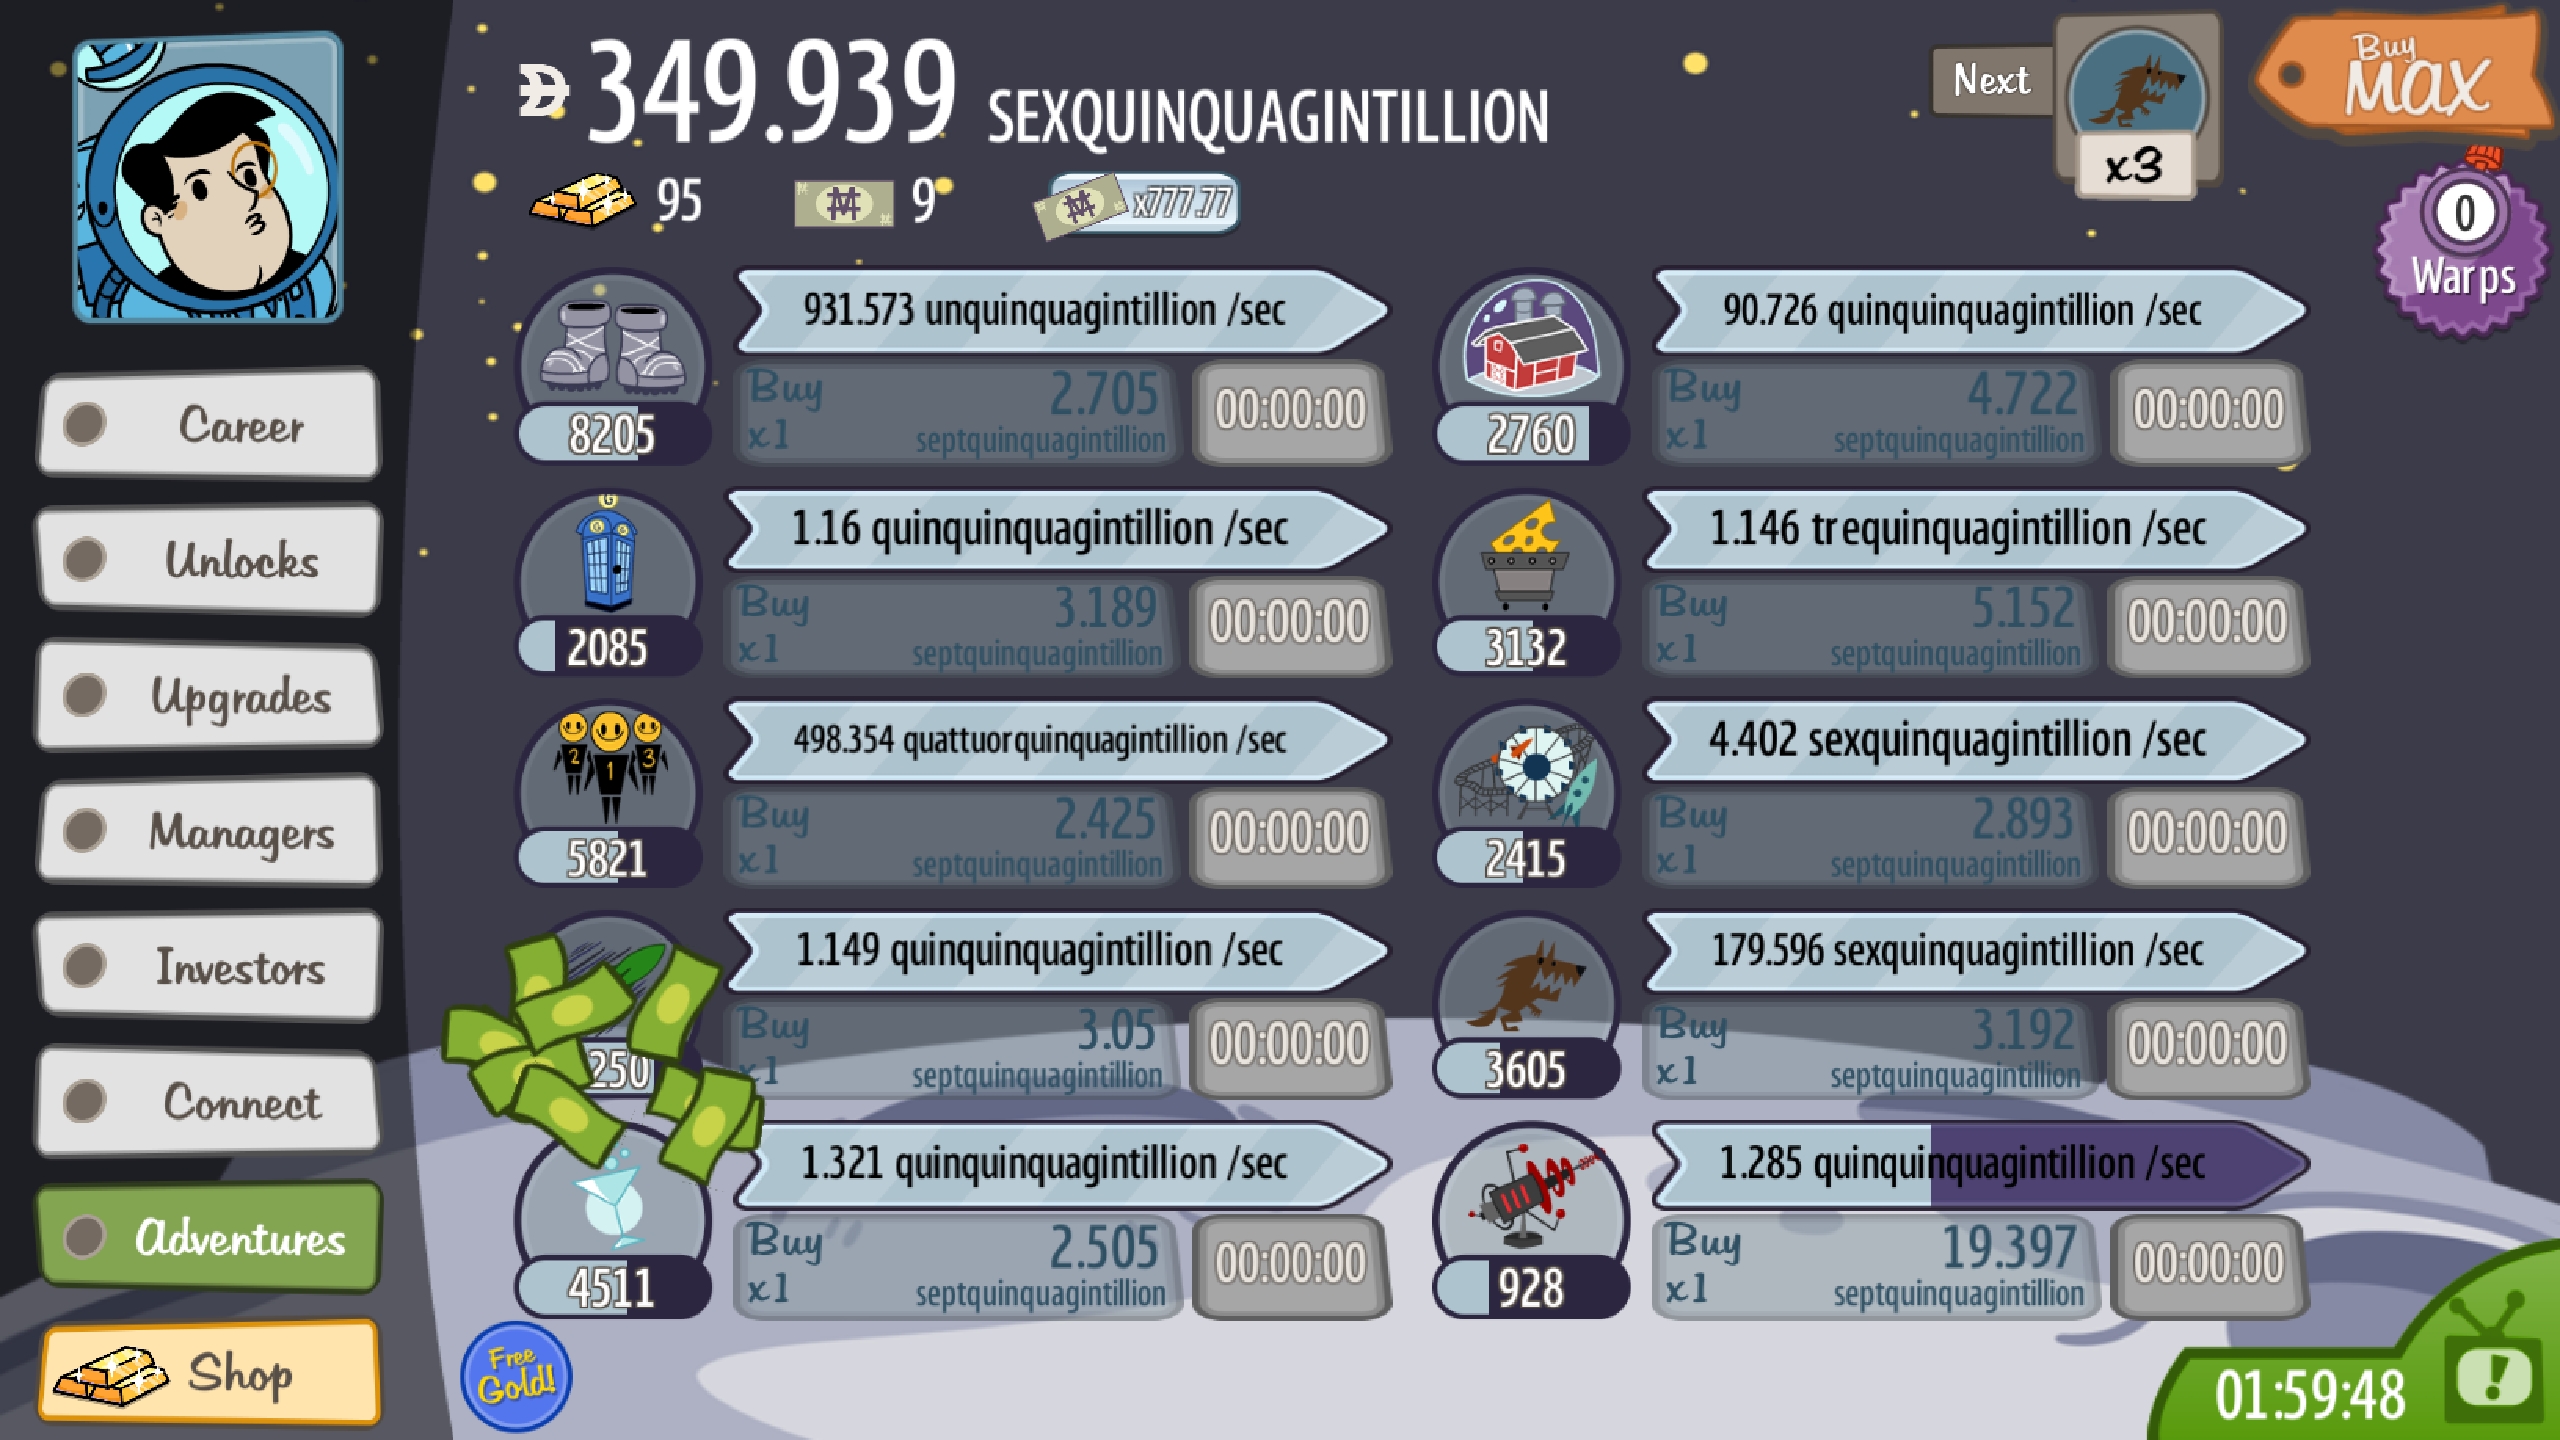 349.939 SEXQUINQUAGINTILLION
95
9
x777.77
Next
x3
Buy
MAX
0
Warps
Career
Unlocks
Upgrades
Managers
Investors
Connect
Adventures
Shop
931.573 unquinquagintillion /sec
8205
Buy
x1
2.705
septquinquagintillion
00:00:00
90.726 quinquinquagintillion /sec
2760
Buy
x1
4.722
septquinquagintillion
00:00:00
G
1.16 quinquinquagintillion /sec
2085
Buy
x1
3.189
septquinquagintillion
00:00:00
1.146 trequinquagintillion /sec
3132
Buy
x1
5.152
septquinquagintillion
00:00:00
2 1 3
498.354 quattuorquinquagintillion /sec
5821
Buy
x1
2.425
septquinquagintillion
00:00:00
4.402 sexquinquagintillion /sec
2415
Buy
x1
2.893
septquinquagintillion
00:00:00
1.149 quinquinquagintillion /sec
250
Buy
x1
3.05
septquinquagintillion
00:00:00
179.596 sexquinquagintillion /sec
3605
Buy
x1
3.192
septquinquagintillion
00:00:00
1.321 quinquinquagintillion /sec
4511
Buy
x1
2.505
septquinquagintillion
00:00:00
1.285 quinquinquagintillion /sec
928
Buy
x1
19.397
septquinquagintillion
00:00:00
Free
Gold!
01:59:48
!